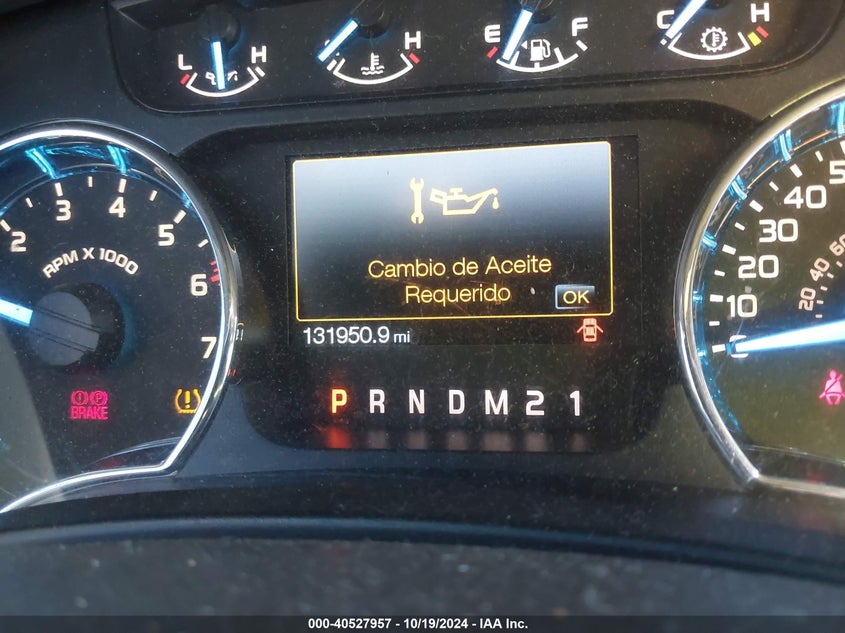 L H
H
E F
C H
2 3 4 5 6 7
RPM X 1000
Cambio de Aceite
Requerido
OK
131950.9 mi
P R N D M 2 1
BRAKE
10 20 30 40
20 40 60
000-40527957 - 10/19/2024 - IAA Inc.